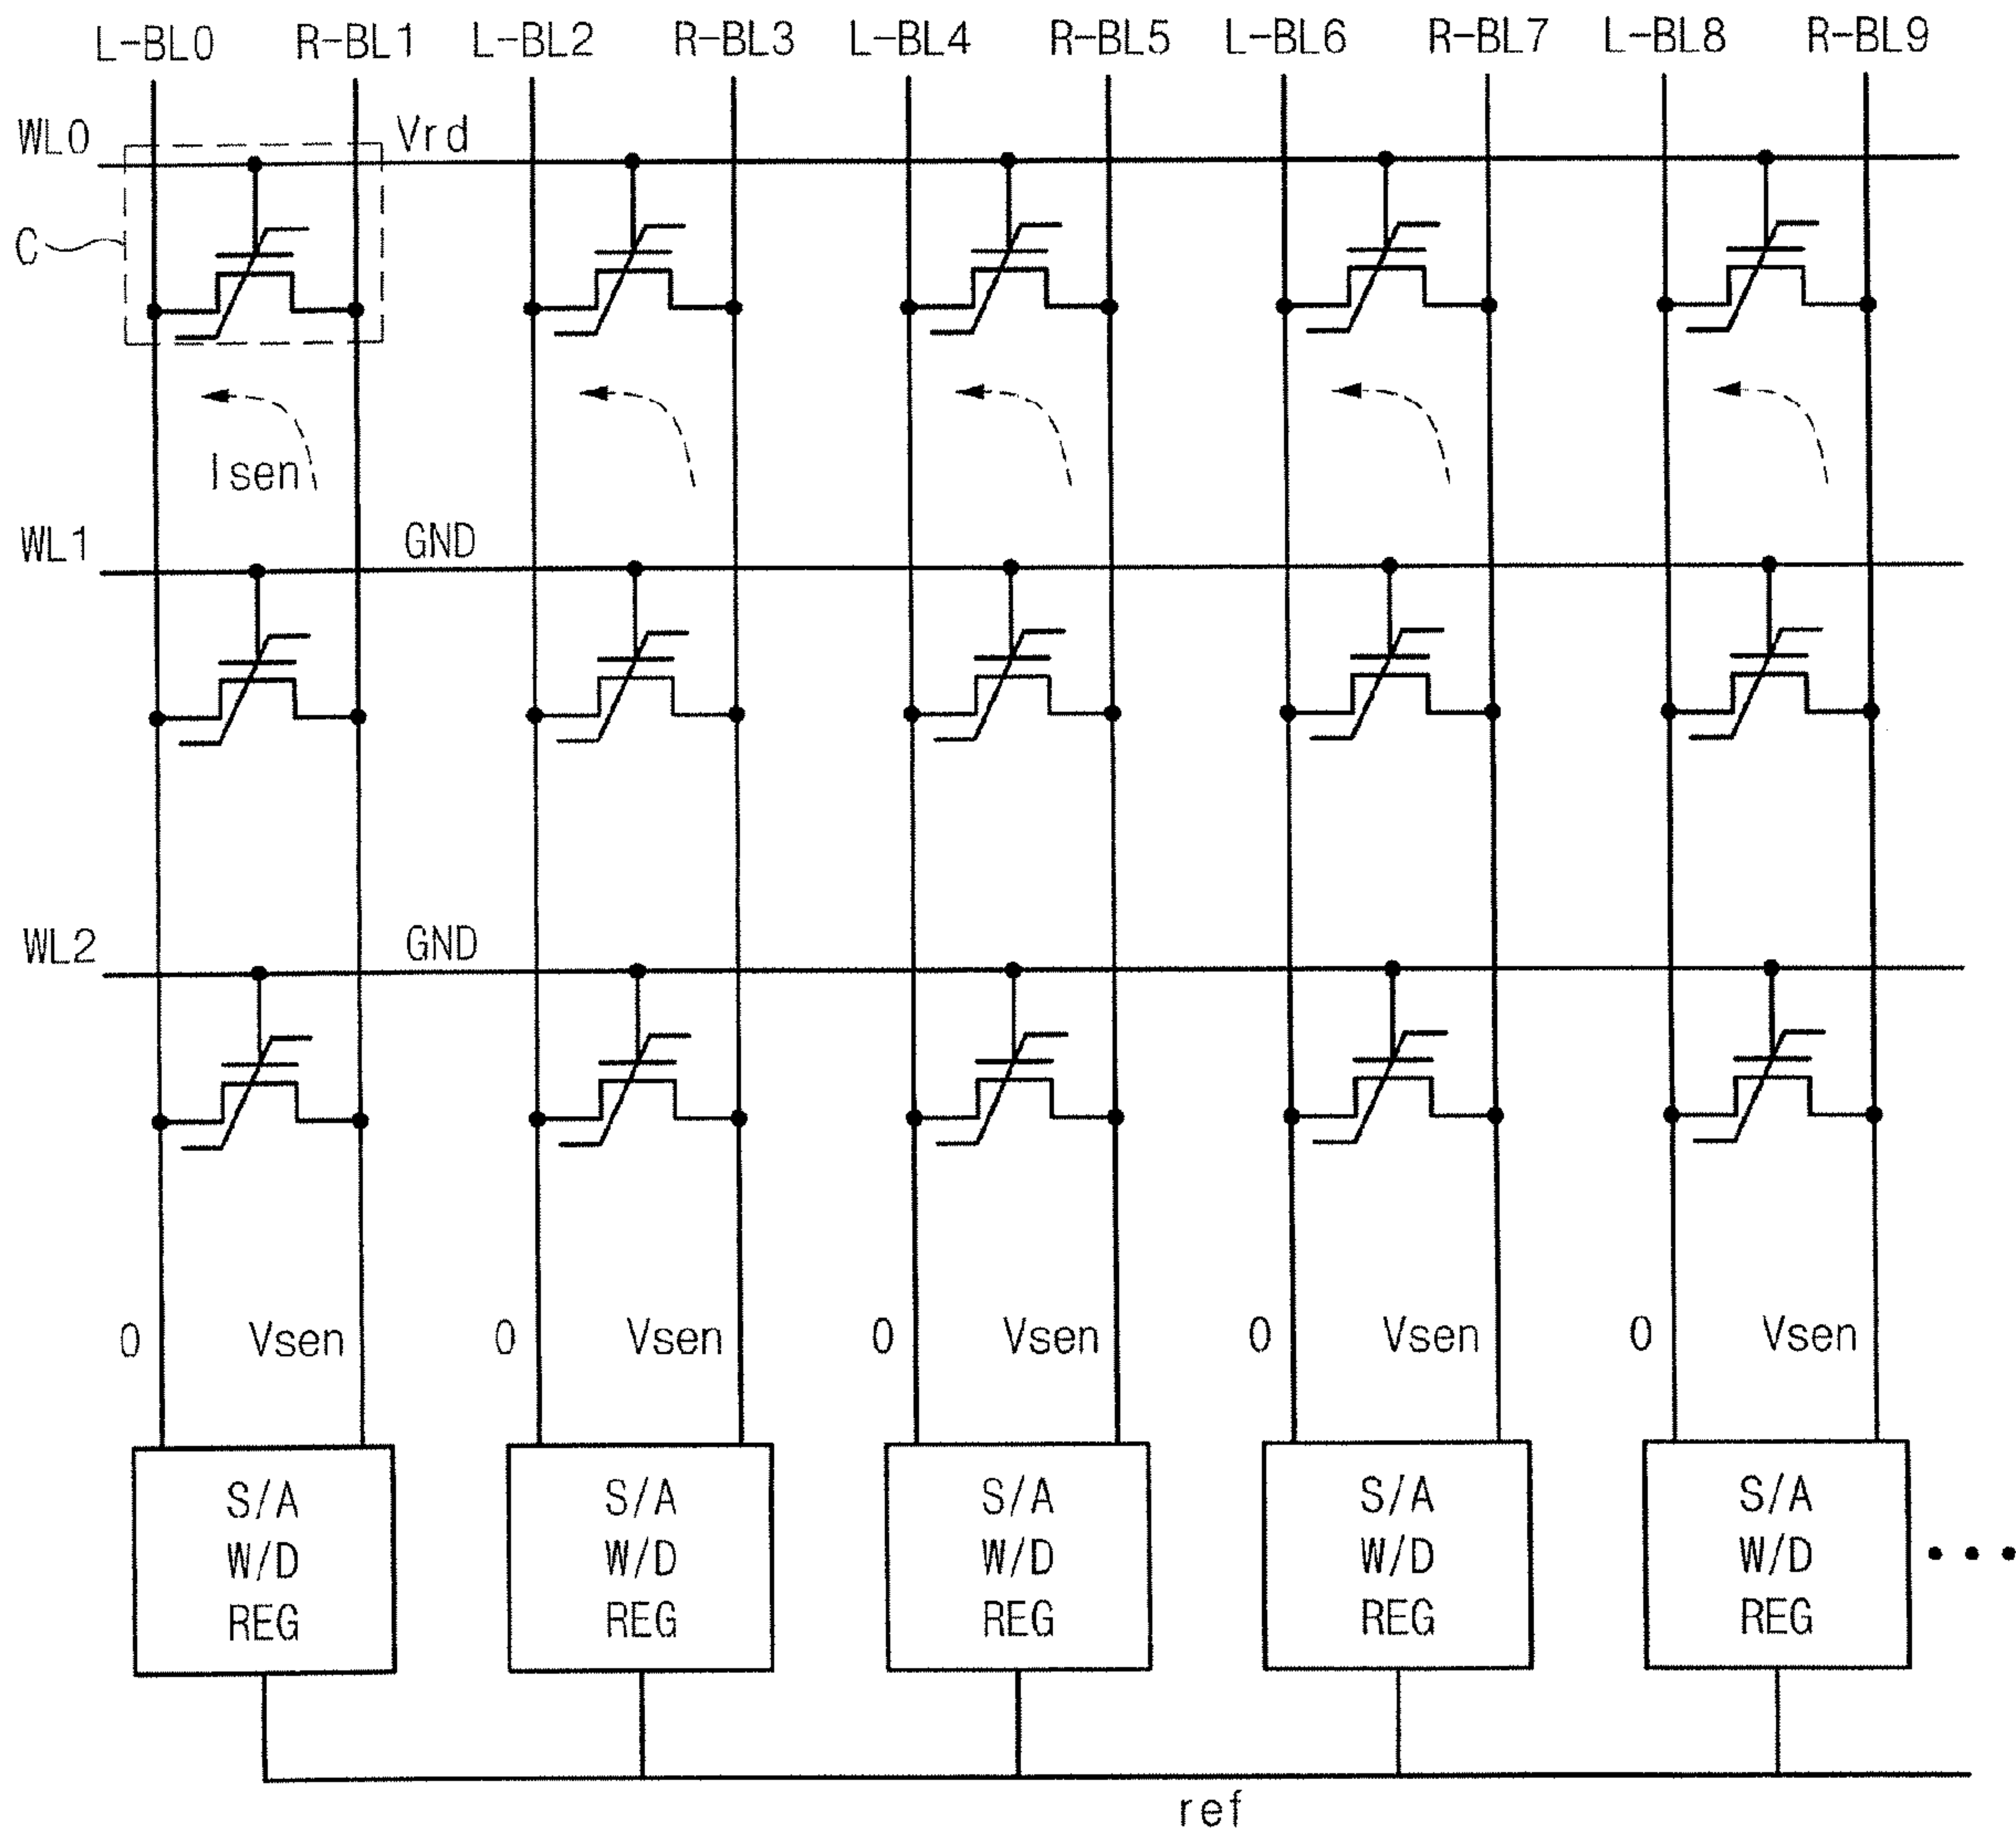 L-BL0 R-BL1 L-BL2 R-BL3 L-BL4 R-BL5 L-BL6 R-BL7 L-BL8 R-BL9
WL0 Vrd
C
Isen
WL1 GND
WL2 GND
0 Vsen 0 Vsen 0 Vsen 0 Vsen 0 Vsen
S/A S/A S/A S/A S/A
W/D W/D W/D W/D W/D
REG REG REG REG REG
ref